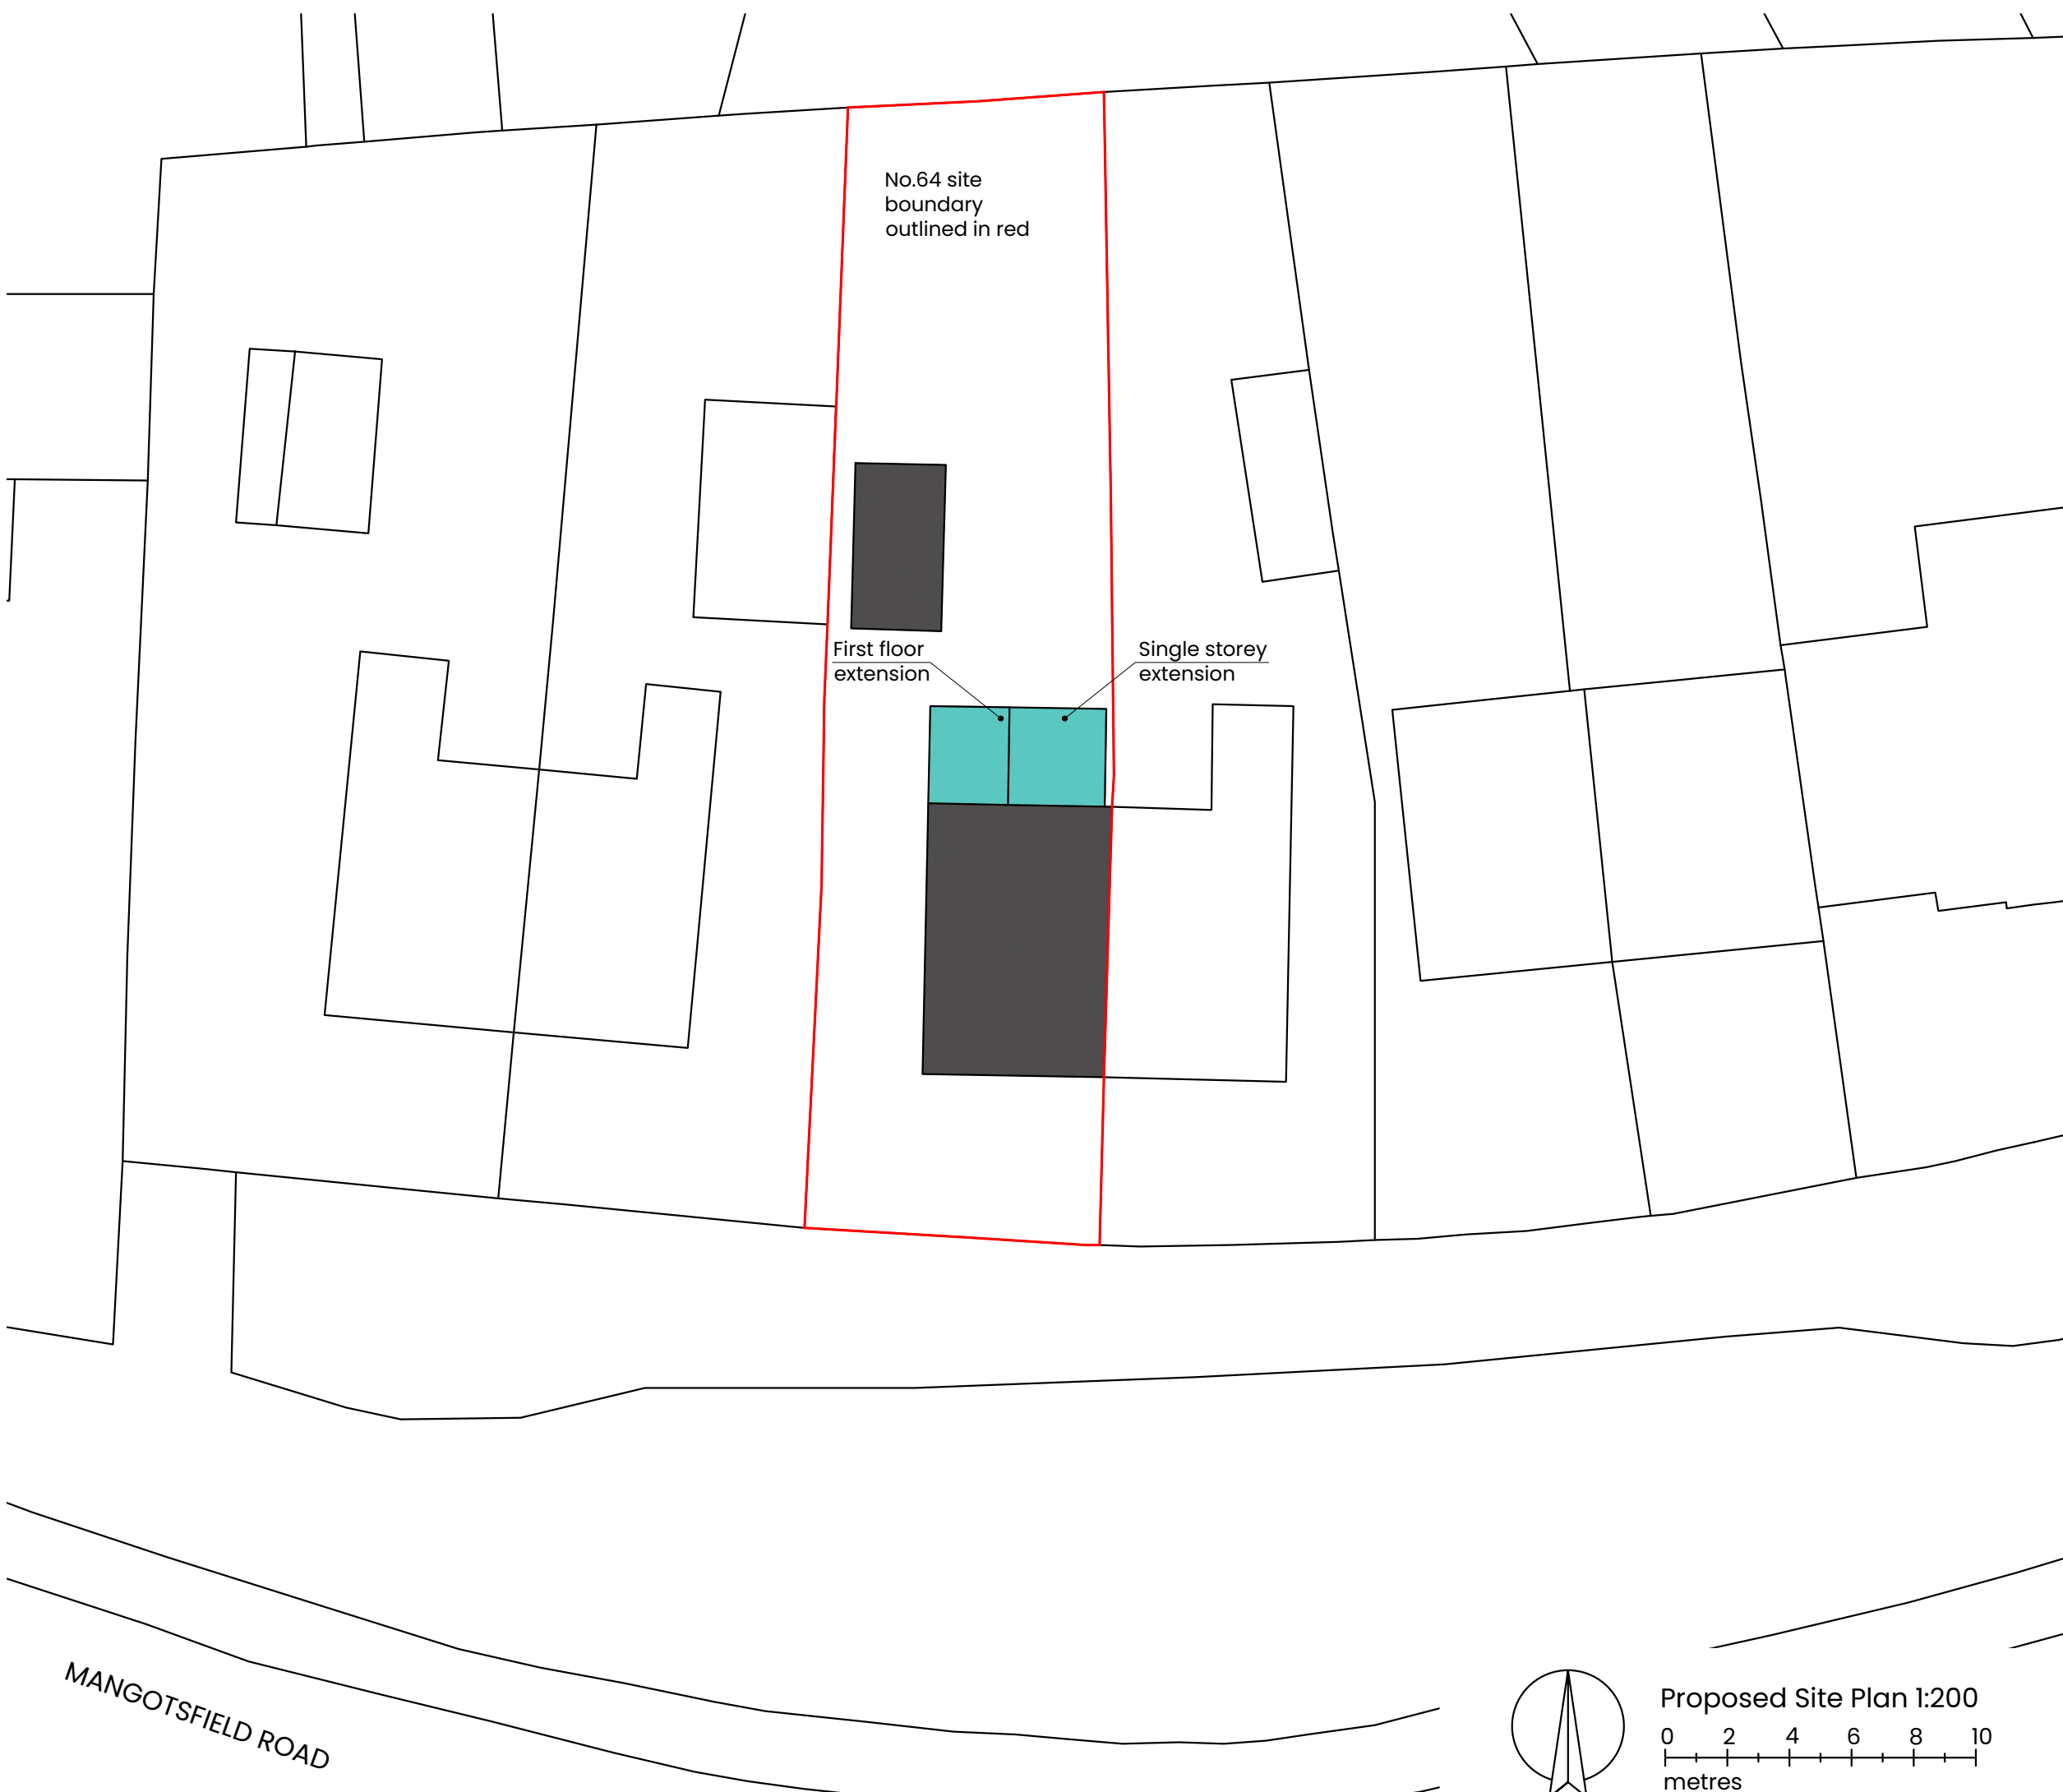 No.64 site
boundary
outlined in red
First floor
extension
Single storey
extension
MANGOTSFIELD ROAD
Proposed Site Plan 1:200
0 2 4 6 8 10
metres